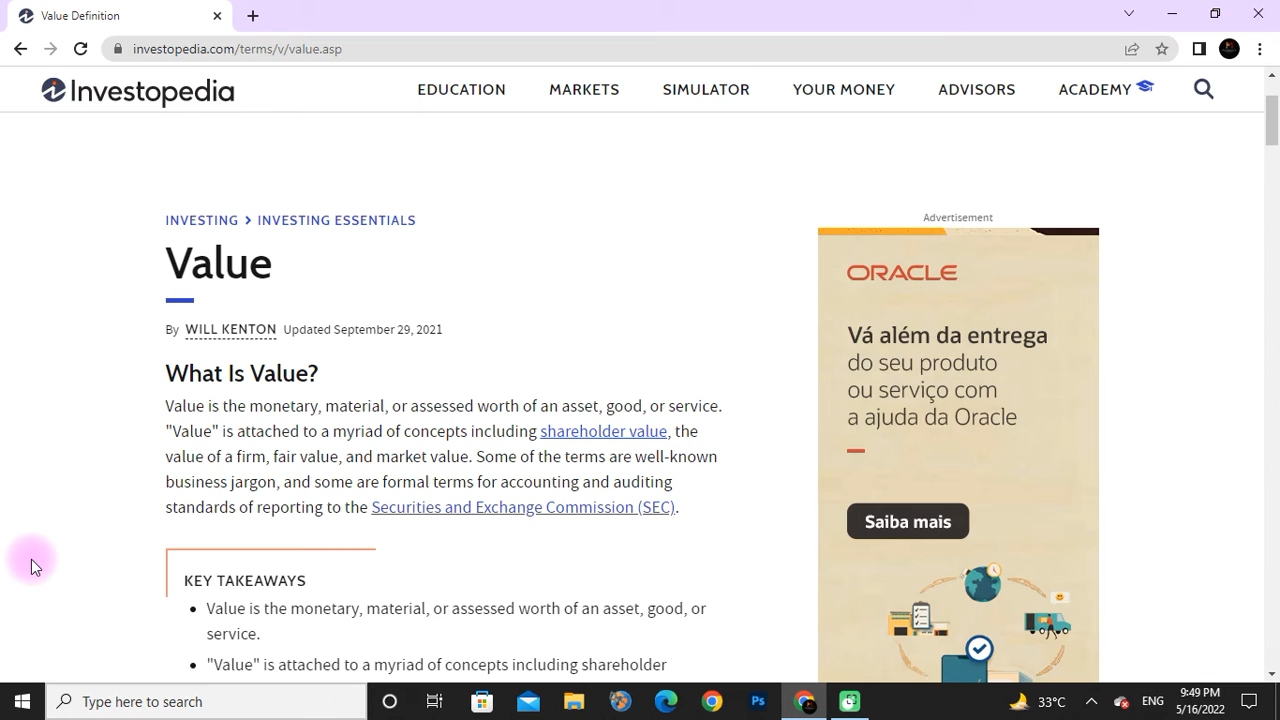 Value Definition
investopedia.com/terms/v/value.asp
Investopedia
EDUCATION MARKETS SIMULATOR YOUR MONEY ADVISORS ACADEMY
INVESTING > INVESTING ESSENTIALS
Value
By WILL KENTON Updated September 29, 2021
What Is Value?
Value is the monetary, material, or assessed worth of an asset, good, or service.
"Value" is attached to a myriad of concepts including shareholder value, the
value of a firm, fair value, and market value. Some of the terms are well-known
business jargon, and some are formal terms for accounting and auditing
standards of reporting to the Securities and Exchange Commission (SEC).
KEY TAKEAWAYS
• Value is the monetary, material, or assessed worth of an asset, good, or
service.
• "Value" is attached to a myriad of concepts including shareholder
Advertisement
ORACLE
Vá além da entrega
do seu produto
ou serviço com
a ajuda da Oracle
Saiba mais
Type here to search
Ps
33°C
ENG
9:49 PM
5/16/2022